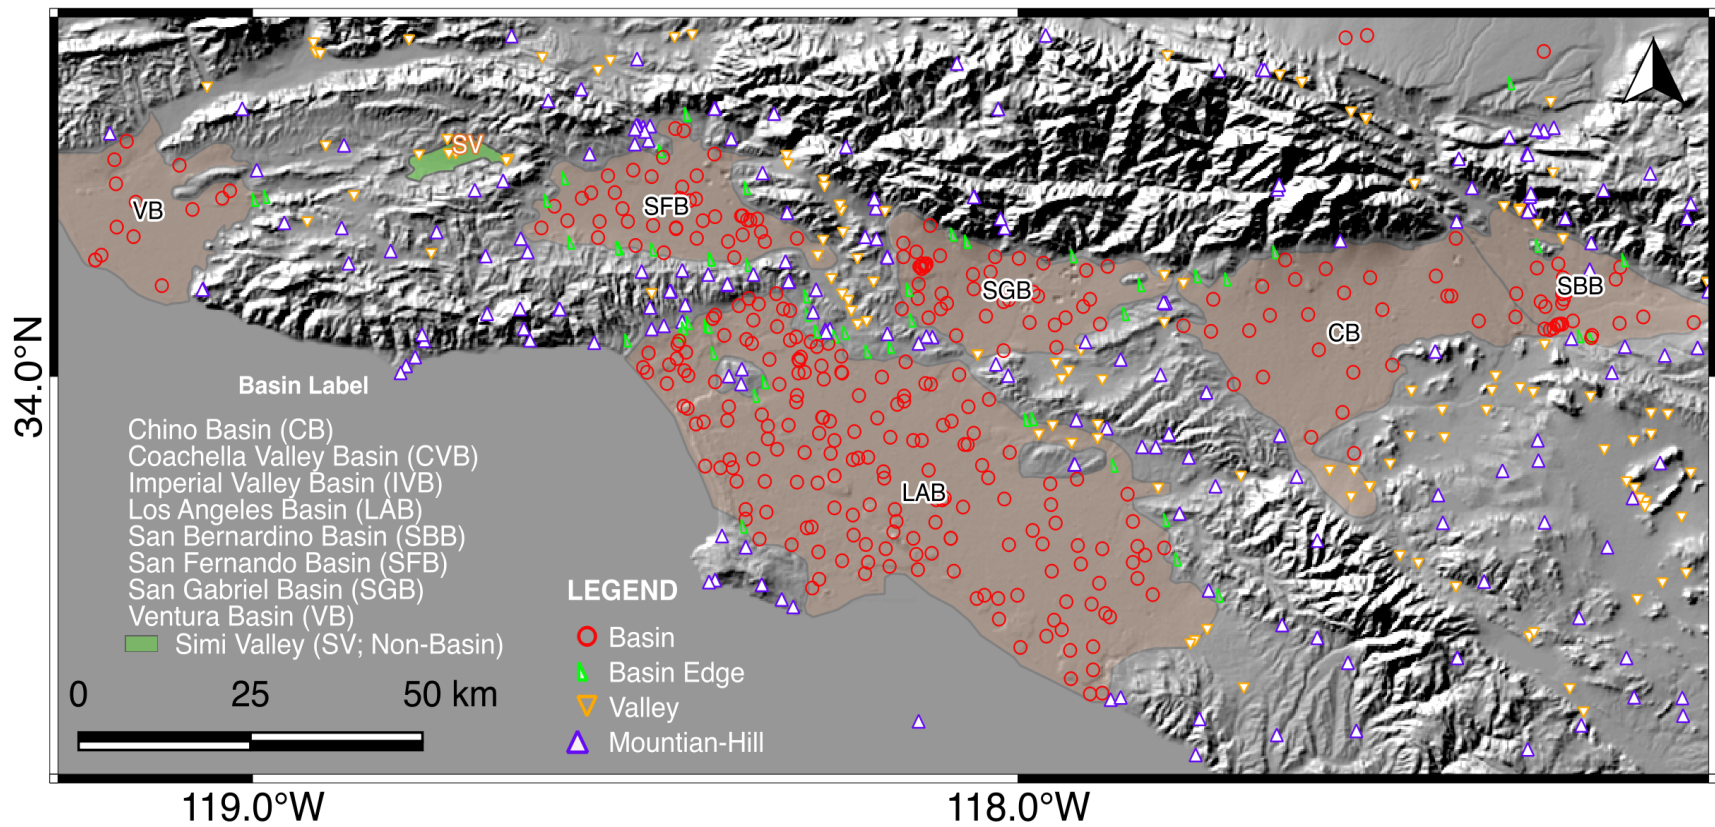 SV
VB
SFB
SGB
SBB
CB
34.0°N
LAB
Basin Label
Chino Basin (CB)
Coachella Valley Basin (CVB)
Imperial Valley Basin (IVB)
Los Angeles Basin (LAB)
San Bernardino Basin (SBB)
San Fernando Basin (SFB)
San Gabriel Basin (SGB)
Ventura Basin (VB)
Simi Valley (SV; Non-Basin)
0 25 50 km
LEGEND
Basin
Basin Edge
Valley
Mountian-Hill
119.0°W 118.0°W